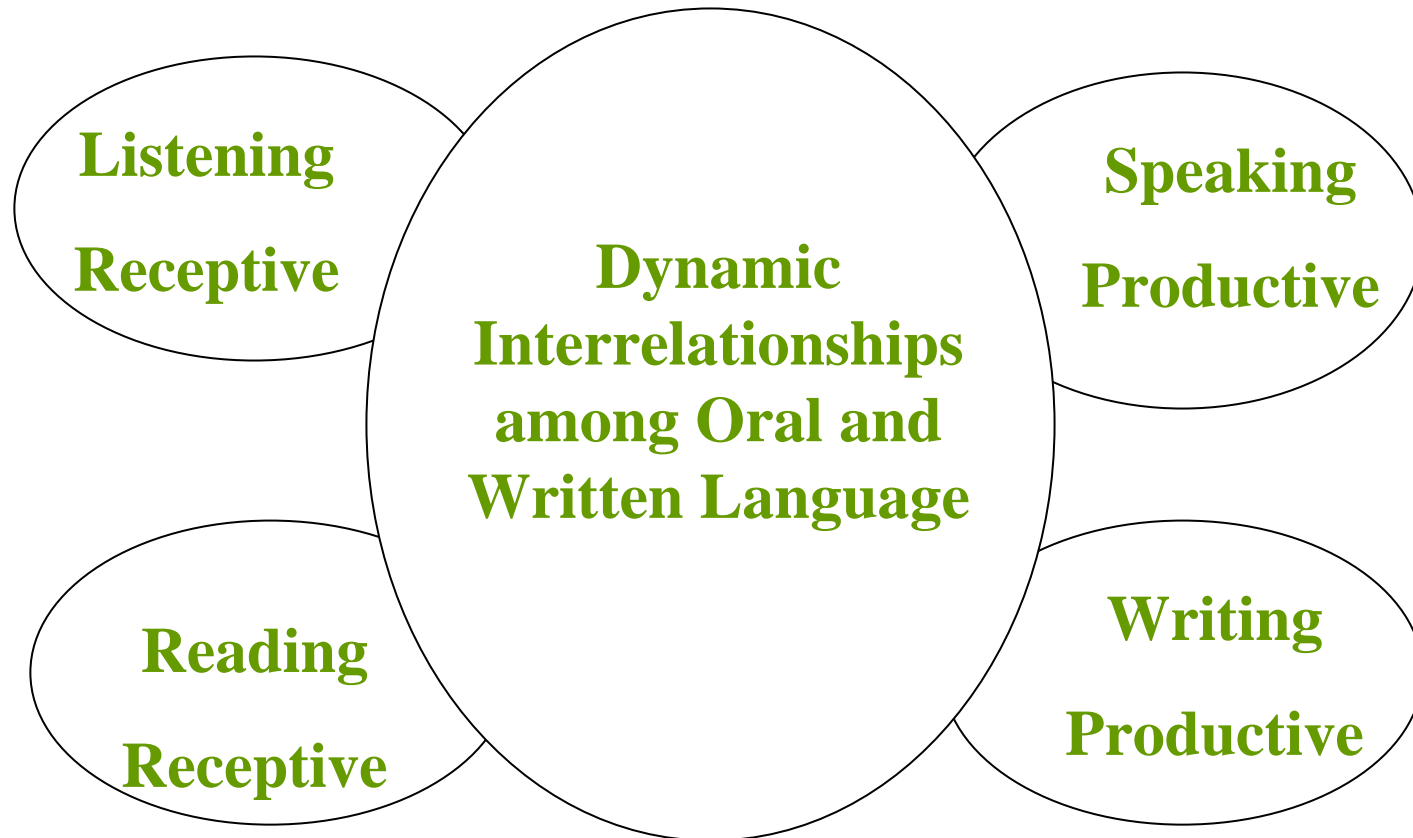 Listening
Receptive
Speaking
Productive
Dynamic
Interrelationships
among Oral and
Written Language
Reading
Receptive
Writing
Productive